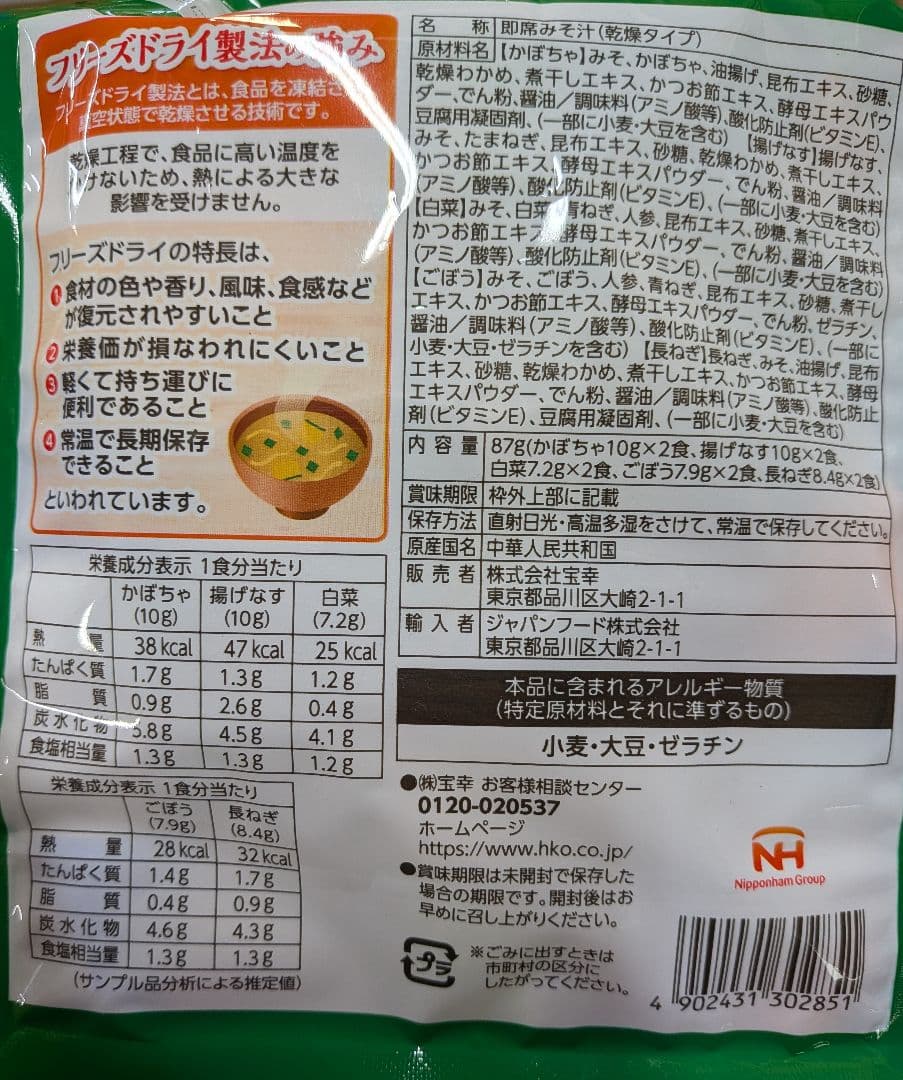 フリーズドライ製法の強み
フリーズドライ製法とは、食品を凍結さ
空状態で乾燥させる技術です。
乾燥工程で、食品に高い温度を
けないため、熱による大きな
影響を受けません。
フリーズドライの特長は、
1 食材の色や香り、風味、食感など
が復元されやすいこと
2 栄養価が損なわれにくいこと
3 軽くて持ち運びに
便利であること
4 常温で長期保存
できること
といわれています。
栄養成分表示 1食分当たり
かぼちゃ(10g) 揚げなす(10g) 白菜(7.2g)
熱量 38kcal 47kcal 25kcal
たんぱく質 1.7g 1.3g 1.2g
脂質 0.9g 2.6g 0.4g
炭水化物 5.8g 4.5g 4.1g
食塩相当量 1.3g 1.3g 1.2g
栄養成分表示 1食分当たり
ごぼう(7.9g) 長ねぎ(8.4g)
熱量 28kcal 32kcal
たんぱく質 1.4g 1.7g
脂質 0.4g 0.9g
炭水化物 4.6g 4.3g
食塩相当量 1.3g 1.3g
(サンプル品分析による推定値)
名称 即席みそ汁(乾燥タイプ)
原材料名 【かぼちゃ】みそ、かぼちゃ、油揚げ、昆布エキス、砂糖、
乾燥わかめ、煮干しエキス、かつお節エキス、酵母エキスパウ
ダー、でん粉、醤油／調味料(アミノ酸等)、酸化防止剤(ビタミンE)、
豆腐用凝固剤、(一部に小麦・大豆を含む) 【揚げなす】揚げなす、
みそ、たまねぎ、昆布エキス、砂糖、乾燥わかめ、煮干しエキス、
かつお節エキス、酵母エキスパウダー、でん粉、醤油／調味料
(アミノ酸等)、酸化防止剤(ビタミンE)、(一部に小麦・大豆を含む)
【白菜】みそ、白菜、青ねぎ、人参、昆布エキス、砂糖、煮干しエキス、
かつお節エキス、酵母エキスパウダー、でん粉、醤油／調味料
(アミノ酸等)、酸化防止剤(ビタミンE)、(一部に小麦・大豆を含む)
【ごぼう】みそ、ごぼう、人参、青ねぎ、昆布エキス、砂糖、煮干し
エキス、かつお節エキス、酵母エキスパウダー、でん粉、ゼラチン、
醤油／調味料(アミノ酸等)、酸化防止剤(ビタミンE)、(一部に
小麦・大豆・ゼラチンを含む) 【長ねぎ】長ねぎ、みそ、油揚げ、昆布
エキス、砂糖、乾燥わかめ、煮干しエキス、かつお節エキス、酵母
エキスパウダー、でん粉、醤油／調味料(アミノ酸等)、酸化防止
剤(ビタミンE)、豆腐用凝固剤、(一部に小麦・大豆を含む)
内容量 87g(かぼちゃ10g×2食、揚げなす10g×2食、
白菜7.2g×2食、ごぼう7.9g×2食、長ねぎ8.4g×2食)
賞味期限 枠外上部に記載
保存方法 直射日光・高温多湿をさけて、常温で保存してください。
原産国名 中華人民共和国
販売者 株式会社宝幸
東京都品川区大崎2-1-1
輸入者 ジャパンフード株式会社
東京都品川区大崎2-1-1
本品に含まれるアレルギー物質
(特定原材料とそれに準ずるもの)
小麦・大豆・ゼラチン
●㈱宝幸 お客様相談センター
0120-020537
ホームページ
https://www.hko.co.jp/
●賞味期限は未開封で保存した
場合の期限です。開封後はお
早めに召し上がりください。
プラ
※ごみに出すときは
市町村の区分に
したがってください。
NH
Nipponham Group
4 902431 302851